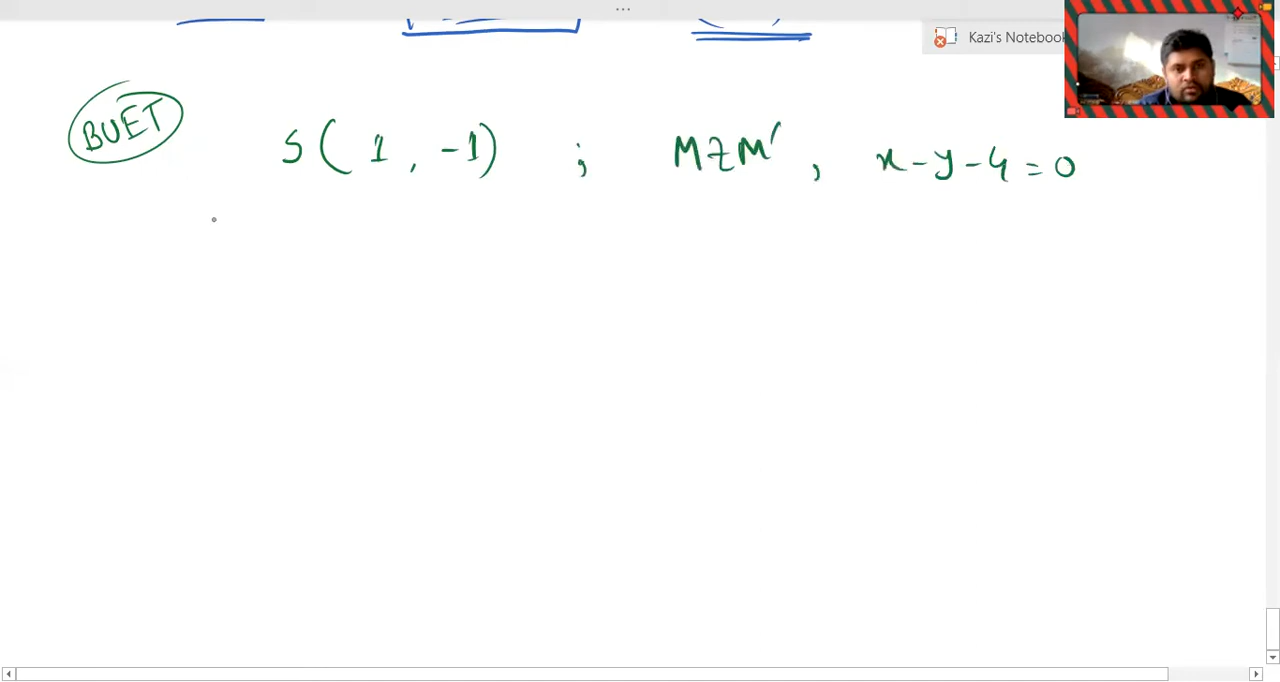 Kazi's Notebook
BUET S(1, -1) ; MZM', x-y-4=0